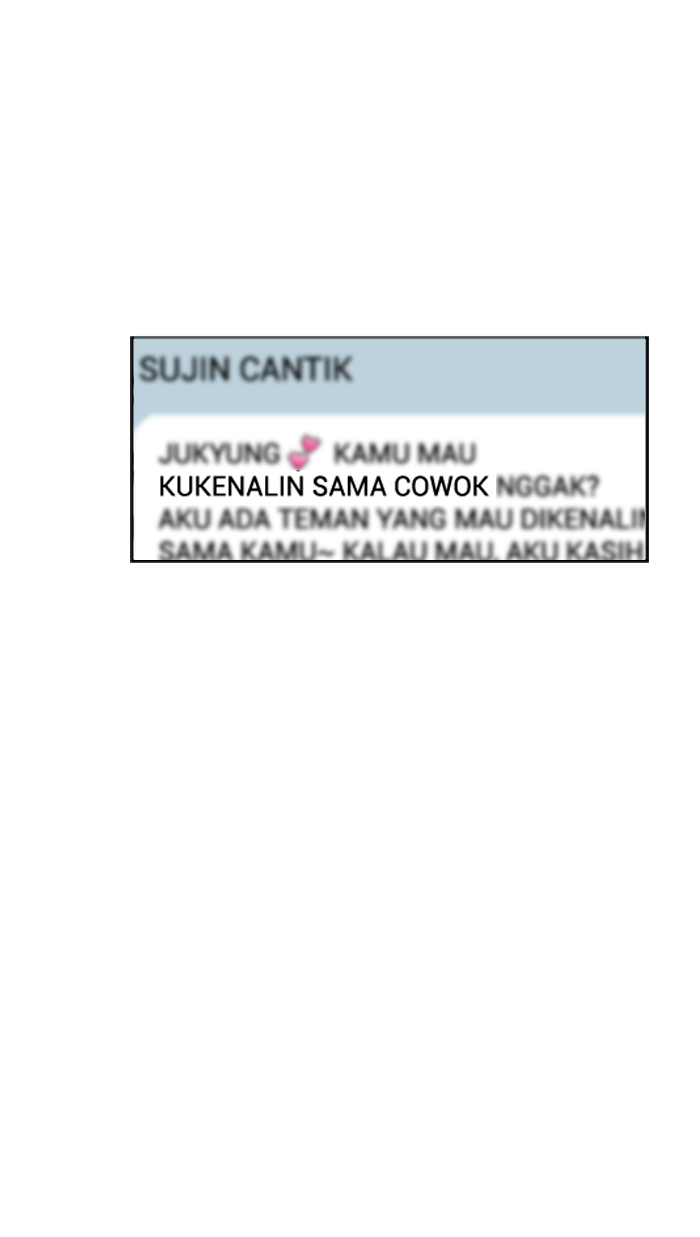 SUJIN CANTIK
JUKYUNG 💕 KAMU MAU
KUKENALIN SAMA COWOK NGGAK?
AKU ADA TEMAN YANG MAU DIKENALIN
SAMA KAMU~ KALAU MAU, AKU KASIH